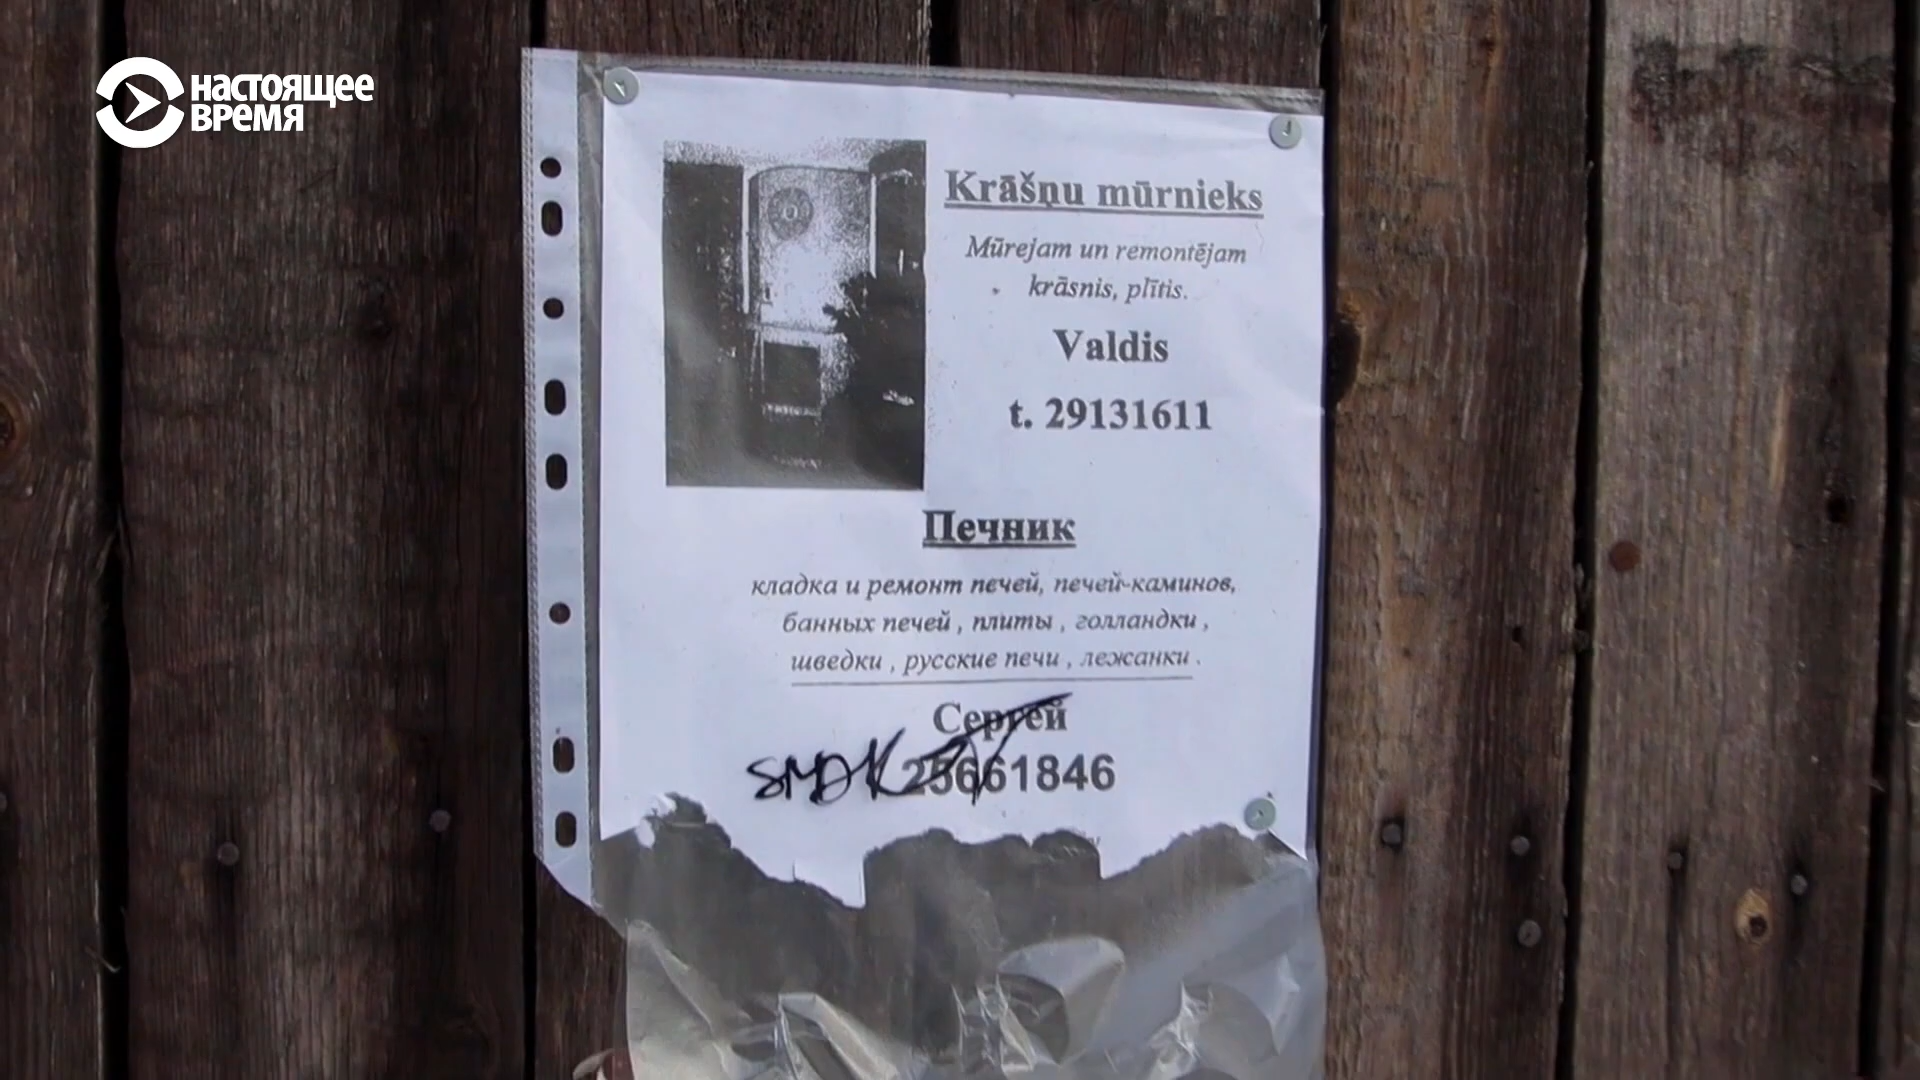 НАСТОЯЩЕЕ
ВРЕМЯ
Krāšņu mūrnieks
Mūrejam un remontējam
krāsnis, plītis.
Valdis
t. 29131611
Печник
кладка и ремонт печей, печей-каминов,
банных печей , плиты , голландки ,
шведки , русские печи , лежанки .
Сергей
25661846